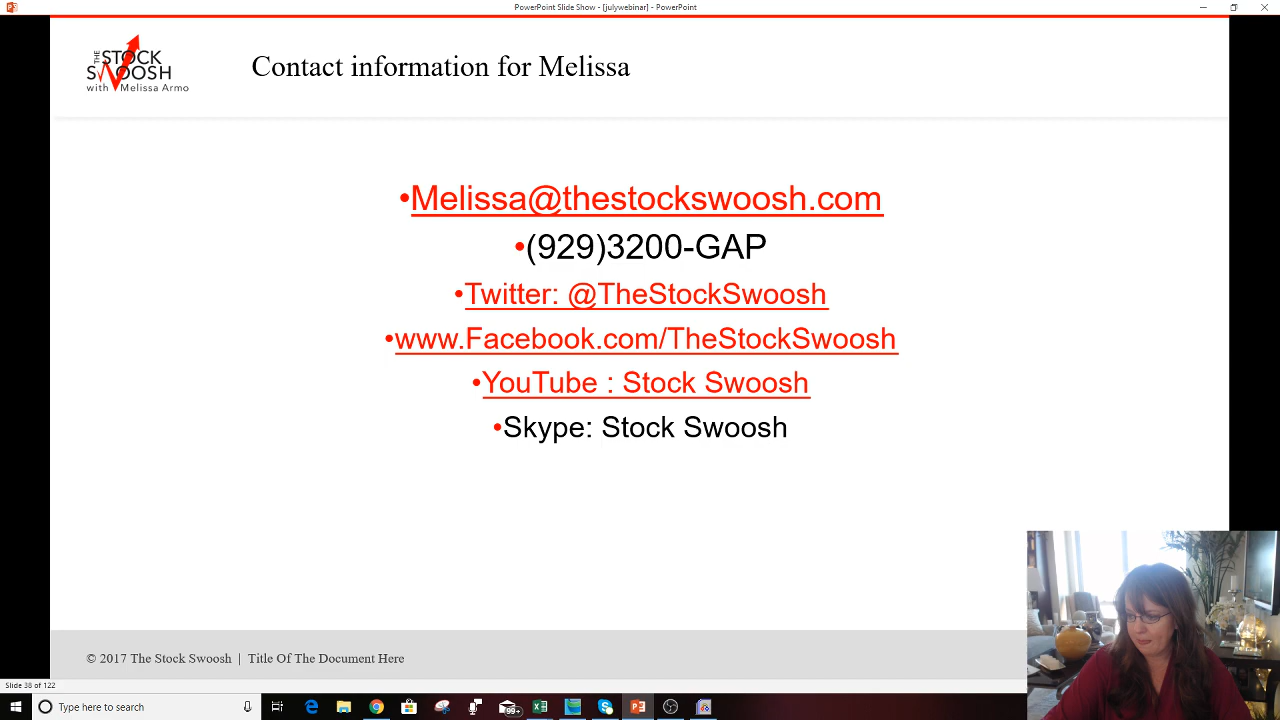 PowerPoint Slide Show - [julywebinar] - PowerPoint
THE STOCK
SWOOSH
with Melissa Armo
Contact information for Melissa
•Melissa@thestockswoosh.com
•(929)3200-GAP
•Twitter: @TheStockSwoosh
•www.Facebook.com/TheStockSwoosh
•YouTube : Stock Swoosh
•Skype: Stock Swoosh
© 2017 The Stock Swoosh | Title Of The Document Here
Slide 38 of 122
Type here to search
99+